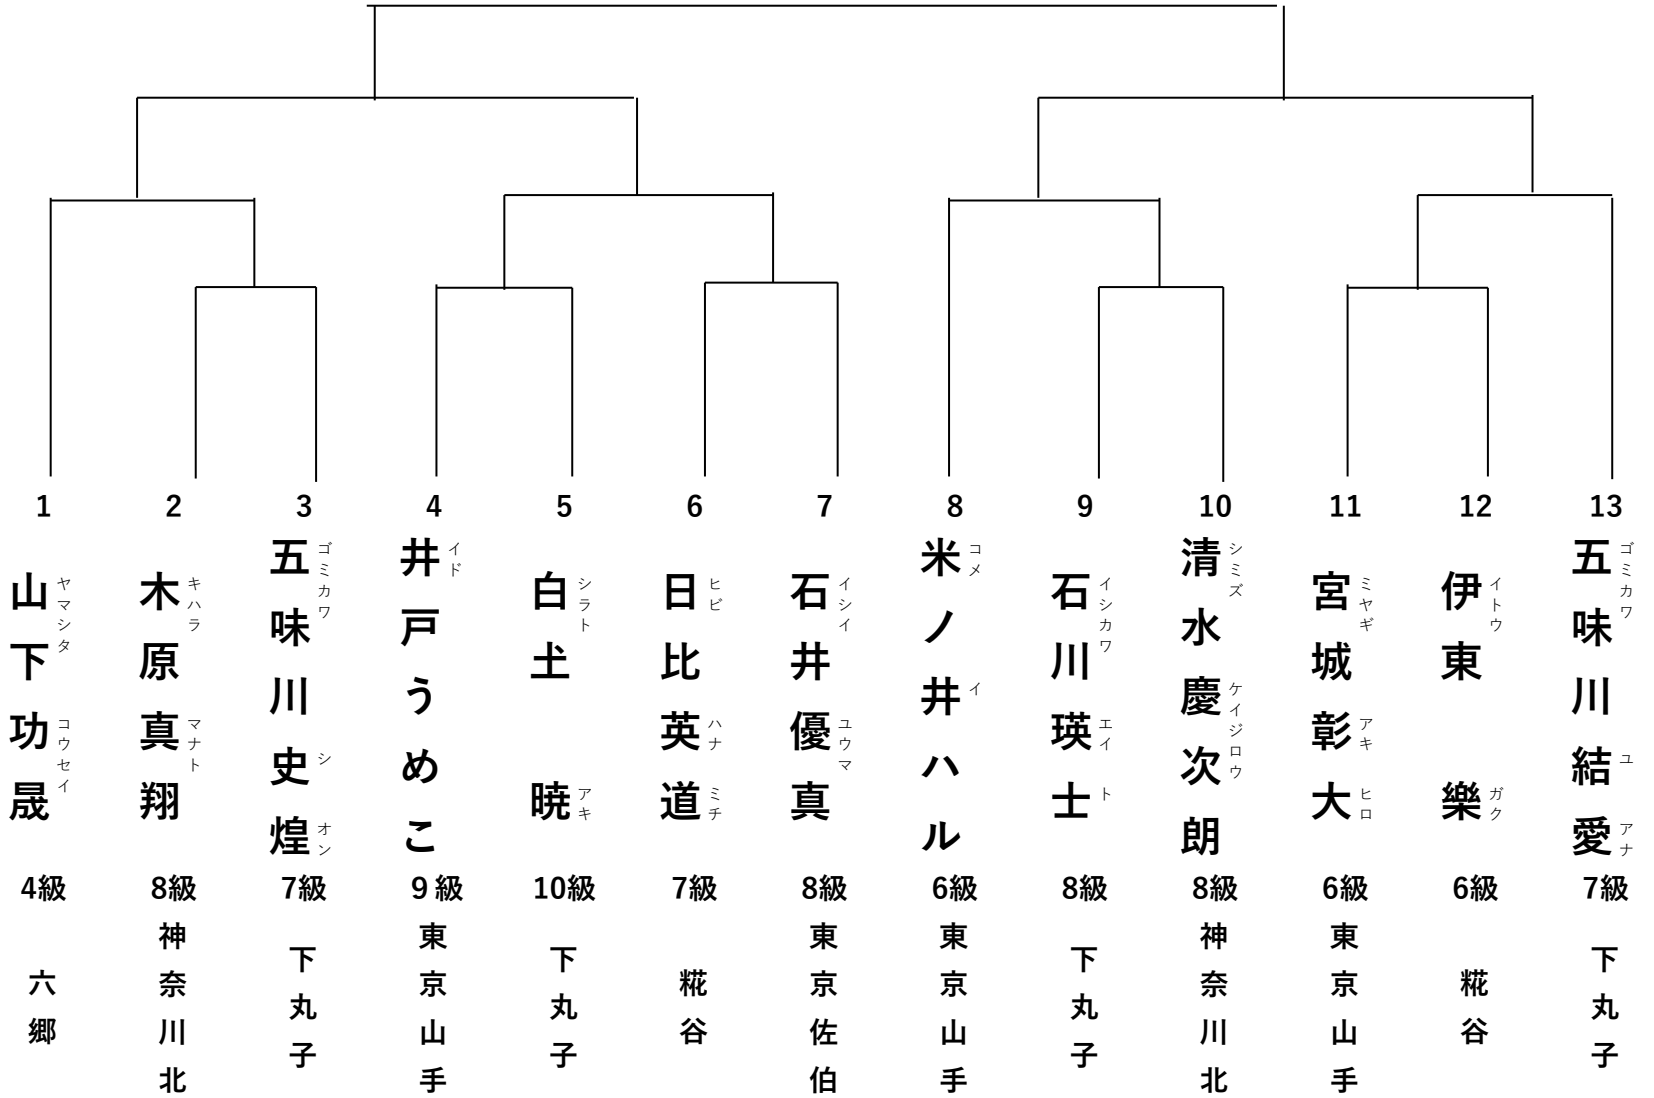 1
山下功晟
ヤマシタ コウセイ
4級
六郷
2
木原真翔
キハラ マナト
8級
神奈川北
3
五味川史煌
ゴミカワ シ オン
7級
下丸子
4
井戸うめこ
イド
9級
東京山手
5
白土 暁
シラト アキ
10級
下丸子
6
日比英道
ヒビ ハナ ミチ
7級
糀谷
7
石井優真
イシイ ユウマ
8級
東京佐伯
8
米ノ井ハル
コメ イ
6級
東京山手
9
石川瑛士
イシカワ エイ ト
8級
下丸子
10
清水慶次朗
シミズ ケイジロウ
8級
神奈川北
11
宮城彰大
ミヤギ アキ ヒロ
6級
東京山手
12
伊東 樂
イトウ ガク
6級
糀谷
13
五味川結愛
ゴミカワ ユ アナ
7級
下丸子